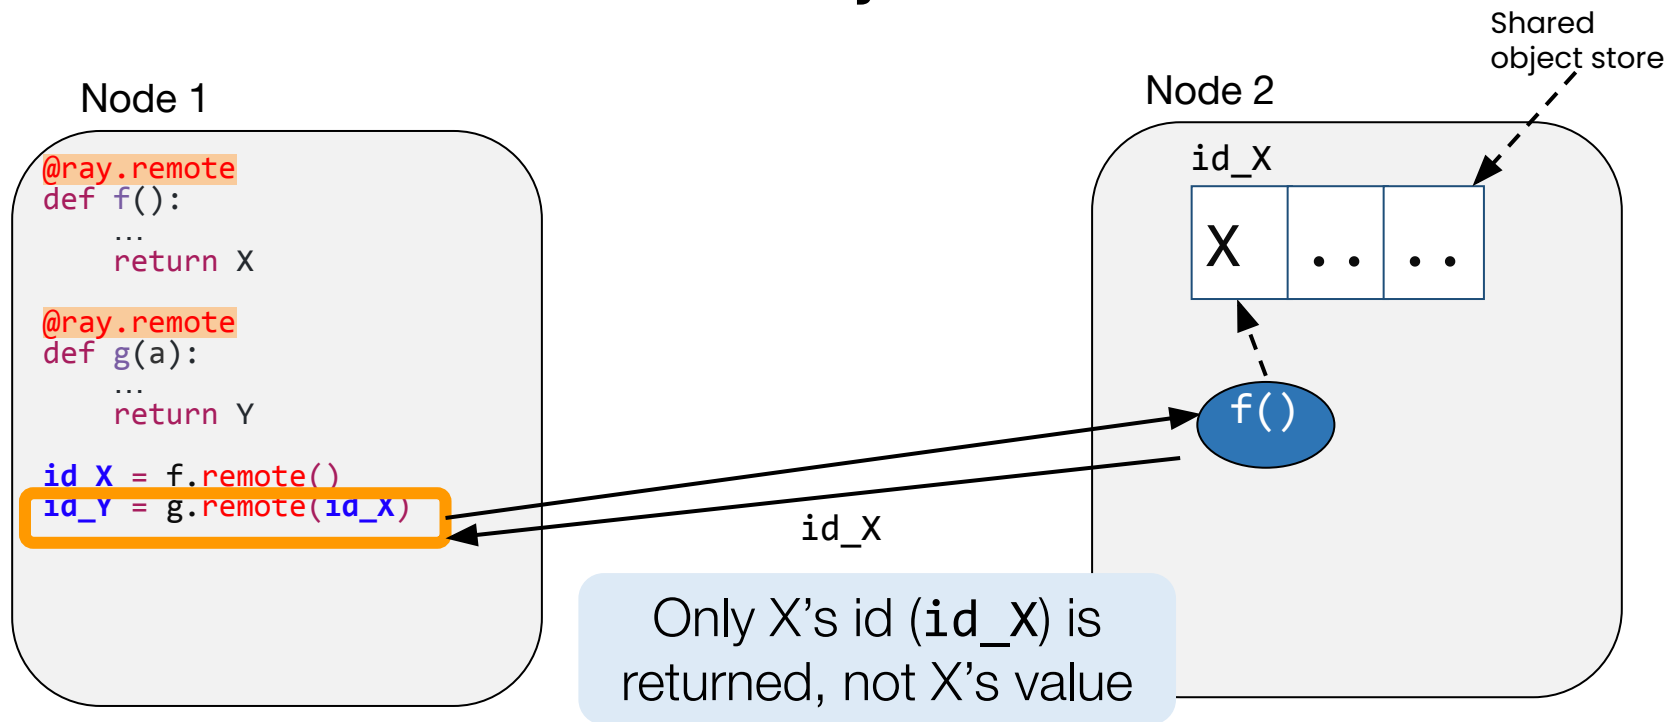 Shared
object store
Node 1
Node 2
@ray.remote
def f():
...
return X
@ray.remote
def g(a):
...
return Y
id_X = f.remote()
id_Y = g.remote(id_X)
id_X
X
..
..
f()
id_X
Only X’s id (id_X) is
returned, not X’s value